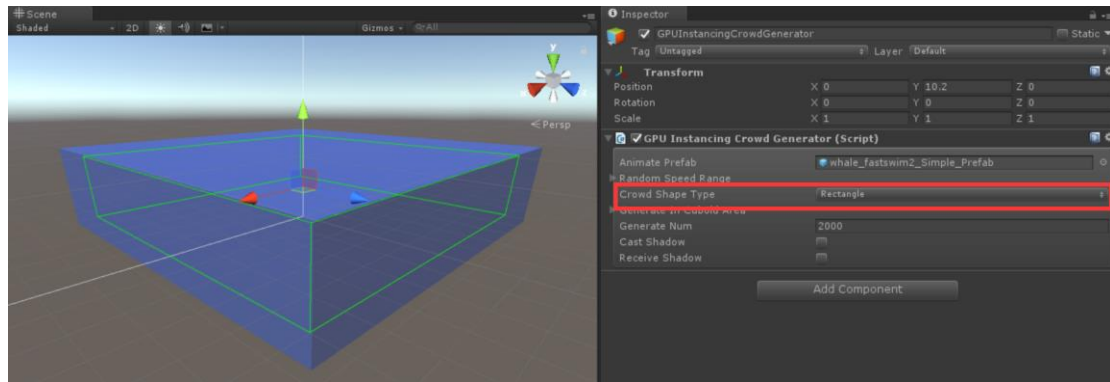 Scene
Shaded 2D Gizmos All
y
x
Persp
Inspector
GPUInstancingCrowdGenerator Static
Tag Untagged Layer Default
Transform
Position X 0 Y 10.2 Z 0
Rotation X 0 Y 0 Z 0
Scale X 1 Y 1 Z 1
GPU Instancing Crowd Generator (Script)
Animate Prefab whale_fastswim2_Simple_Prefab
Random Speed Range
Crowd Shape Type Rectangle
Generate In Cuboid Area
Generate Num 2000
Cast Shadow
Receive Shadow
Add Component